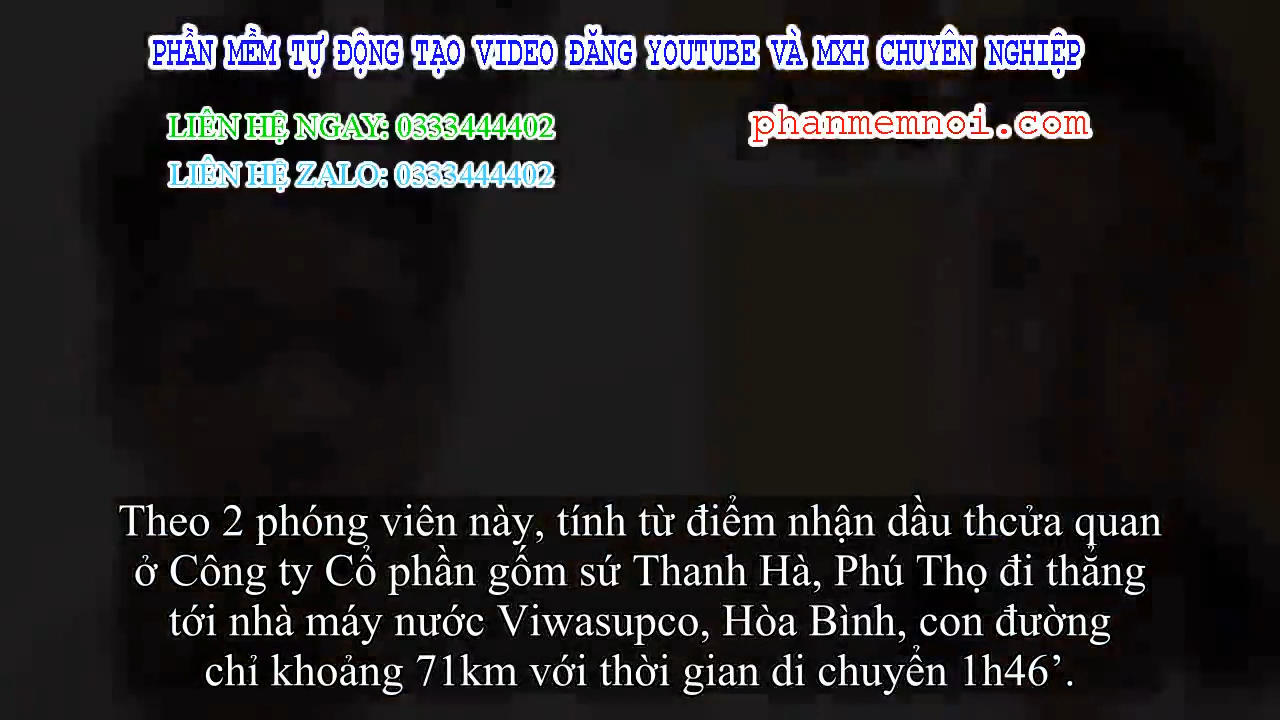 PHẦN MỀM TỰ ĐỘNG TẠO VIDEO ĐĂNG YOUTUBE VÀ MXH CHUYÊN NGHIỆP
LIÊN HỆ NGAY: 0333444402
phanmemnoi.com
LIÊN HỆ ZALO: 0333444402
Theo 2 phóng viên này, tính từ điểm nhận dầu thcửa quan
ở Công ty Cổ phần gốm sứ Thanh Hà, Phú Thọ đi thẳng
tới nhà máy nước Viwasupco, Hòa Bình, con đường
chỉ khoảng 71km với thời gian di chuyển 1h46’.